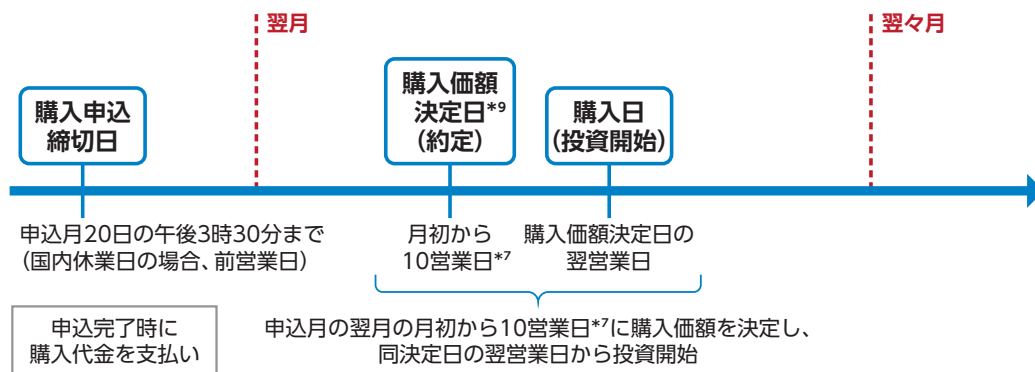 翌月
翌々月
購入申込
締切日
購入価額
決定日*9
(約定)
購入日
(投資開始)
申込月20日の午後3時30分まで
(国内休業日の場合、前営業日)
月初から
10営業日*7
購入価額決定日の
翌営業日
申込完了時に
購入代金を支払い
申込月の翌月の月初から10営業日*7に購入価額を決定し、
同決定日の翌営業日から投資開始